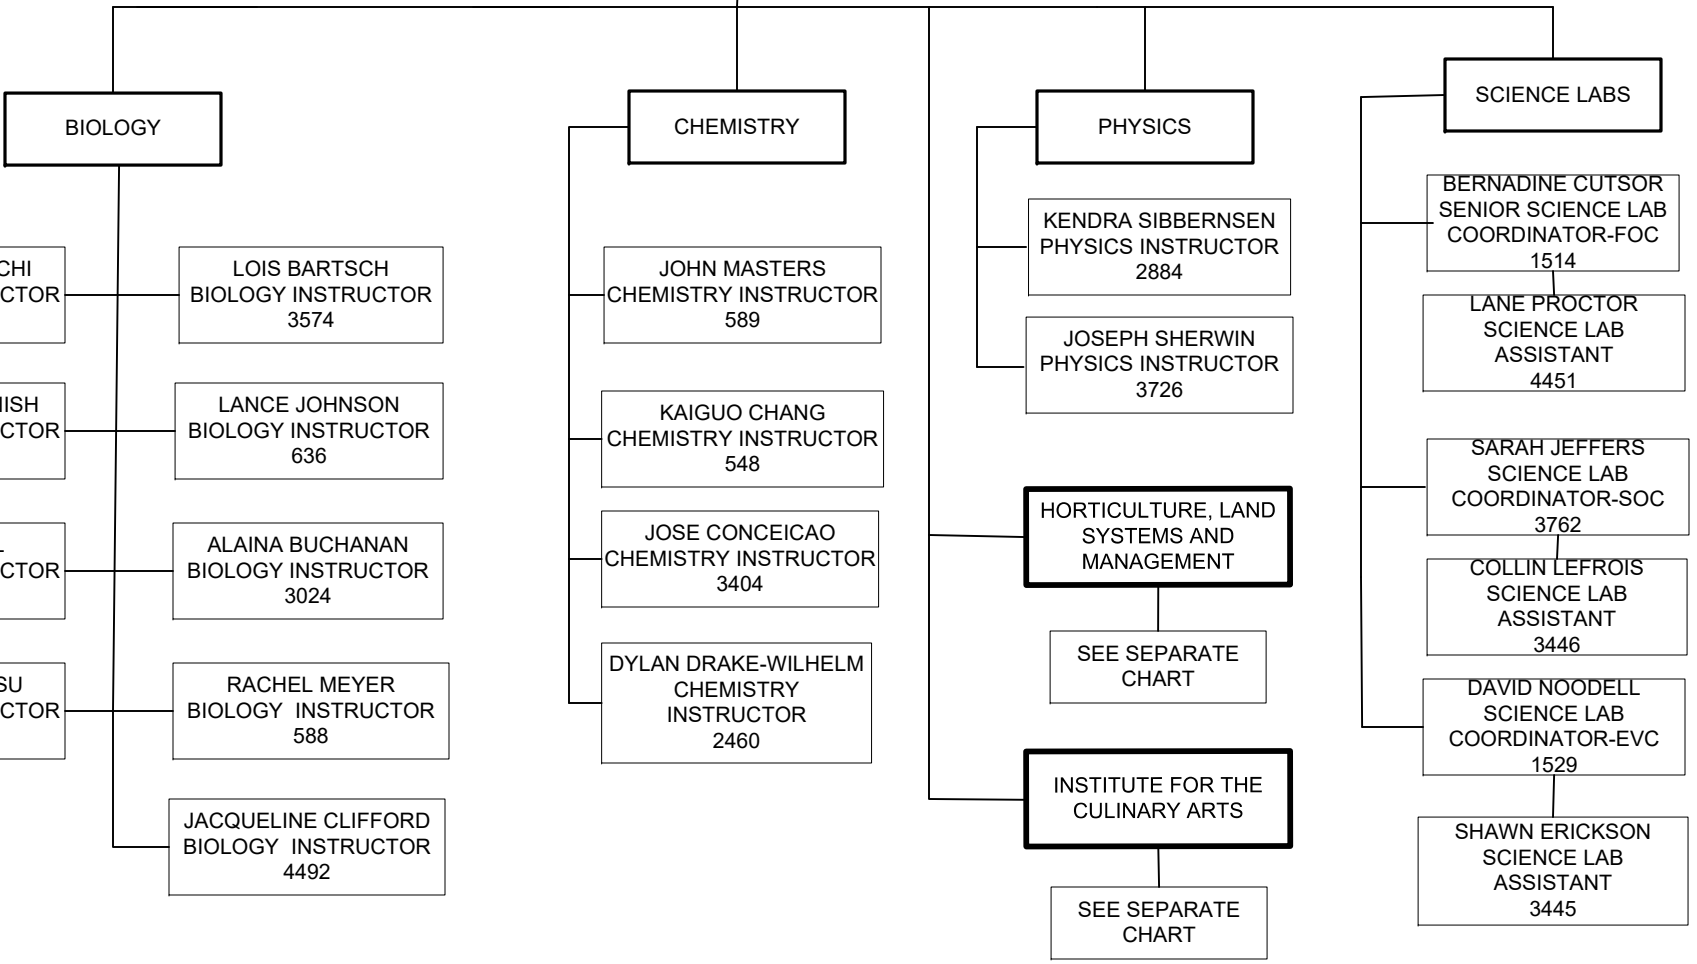 BIOLOGY
LOIS BARTSCH
BIOLOGY INSTRUCTOR
3574
LANCE JOHNSON
BIOLOGY INSTRUCTOR
636
ALAINA BUCHANAN
BIOLOGY INSTRUCTOR
3024
RACHEL MEYER
BIOLOGY  INSTRUCTOR
588
JACQUELINE CLIFFORD
BIOLOGY  INSTRUCTOR
4492
CHEMISTRY
JOHN MASTERS
CHEMISTRY INSTRUCTOR
589
KAIGUO CHANG
CHEMISTRY INSTRUCTOR
548
JOSE CONCEICAO
CHEMISTRY INSTRUCTOR
3404
DYLAN DRAKE-WILHELM
CHEMISTRY
INSTRUCTOR
2460
PHYSICS
KENDRA SIBBERNSEN
PHYSICS INSTRUCTOR
2884
JOSEPH SHERWIN
PHYSICS INSTRUCTOR
3726
HORTICULTURE, LAND
SYSTEMS AND
MANAGEMENT
SEE SEPARATE
CHART
INSTITUTE FOR THE
CULINARY ARTS
SEE SEPARATE
CHART
SCIENCE LABS
BERNADINE CUTSOR
SENIOR SCIENCE LAB
COORDINATOR-FOC
1514
LANE PROCTOR
SCIENCE LAB
ASSISTANT
4451
SARAH JEFFERS
SCIENCE LAB
COORDINATOR-SOC
3762
COLLIN LEFROIS
SCIENCE LAB
ASSISTANT
3446
DAVID NOODELL
SCIENCE LAB
COORDINATOR-EVC
1529
SHAWN ERICKSON
SCIENCE LAB
ASSISTANT
3445